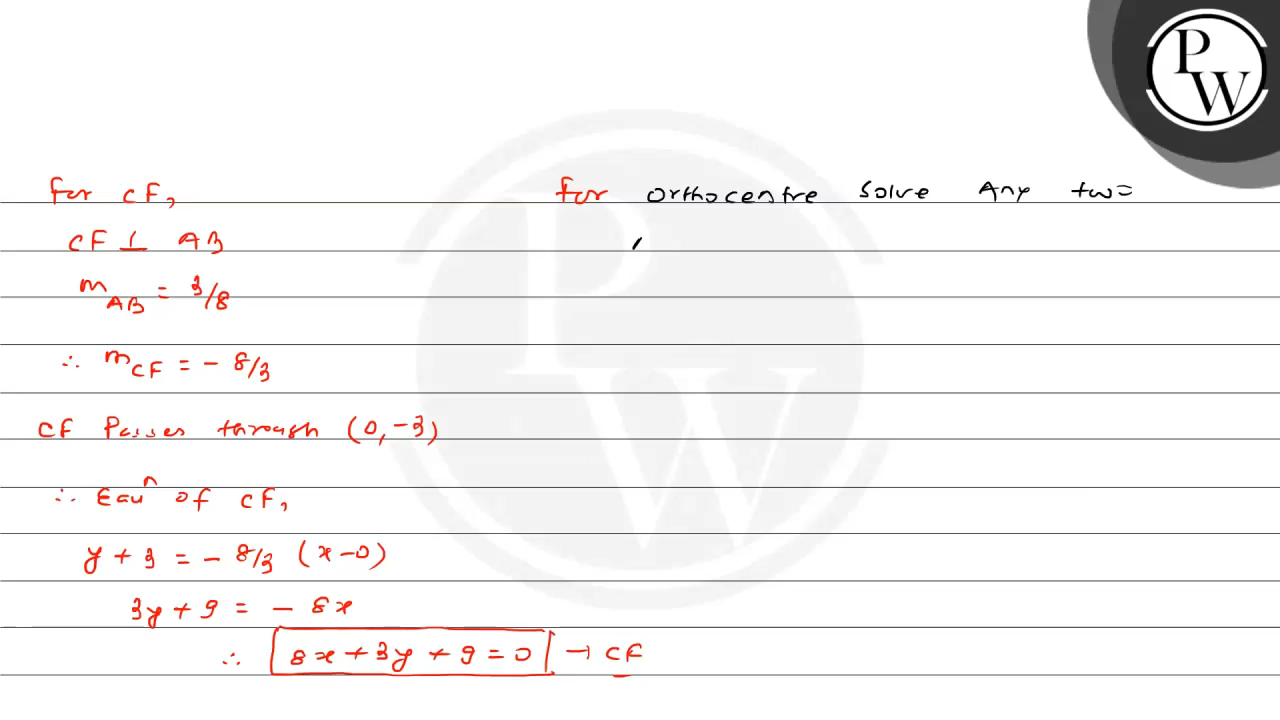 PW
For CF,
CF ⊥ AB
m_AB = 3/8
∴ m_CF = - 8/3
CF Passes through (0, -3)
∴ Equⁿ of CF,
y + 3 = - 8/3 (x - 0)
3y + 9 = - 8x
∴ 8x + 3y + 9 = 0 → CF
For orthocentre solve Any two